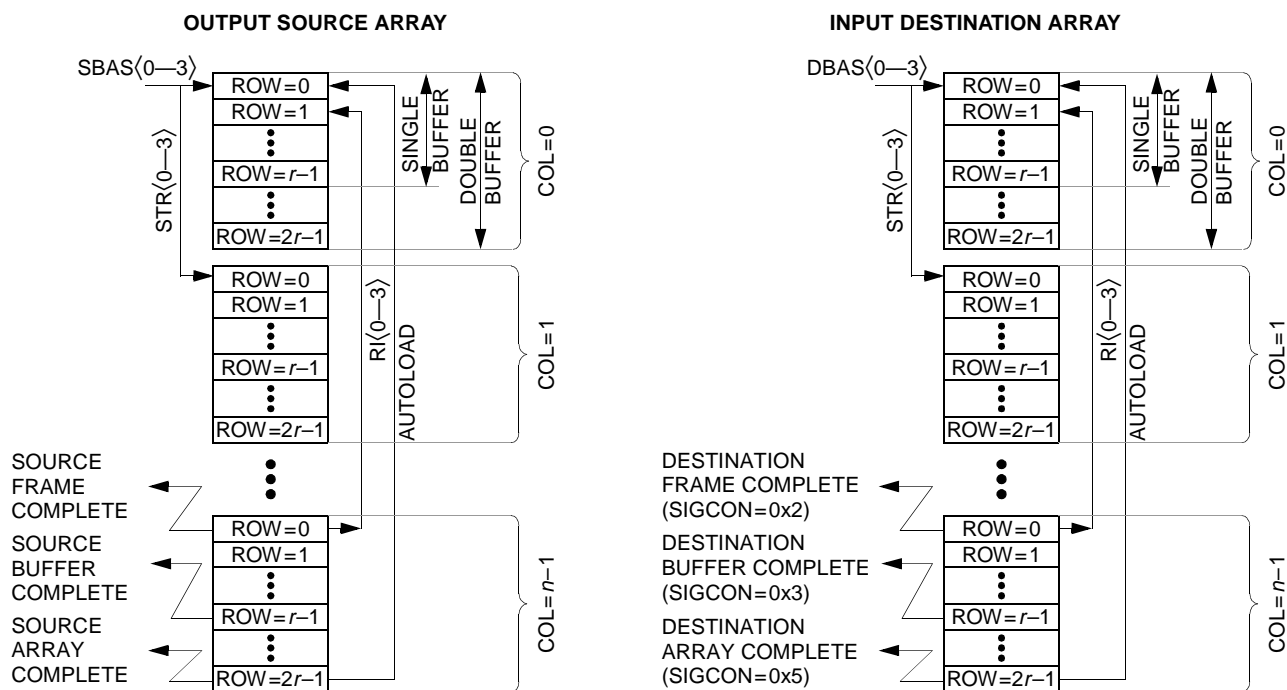 OUTPUT SOURCE ARRAY
SBAS⟨0—3⟩
STR⟨0—3⟩
ROW=0
ROW=1
ROW=r–1
ROW=2r–1
SINGLE
BUFFER
DOUBLE
BUFFER
COL=0
ROW=0
ROW=1
ROW=r–1
ROW=2r–1
RI⟨0—3⟩
AUTOLOAD
COL=1
SOURCE
FRAME
COMPLETE
SOURCE
BUFFER
COMPLETE
SOURCE
ARRAY
COMPLETE
ROW=0
ROW=1
ROW=r–1
ROW=2r–1
COL=n–1
INPUT DESTINATION ARRAY
DBAS⟨0—3⟩
STR⟨0—3⟩
ROW=0
ROW=1
ROW=r–1
ROW=2r–1
SINGLE
BUFFER
DOUBLE
BUFFER
COL=0
ROW=0
ROW=1
ROW=r–1
ROW=2r–1
RI⟨0—3⟩
AUTOLOAD
COL=1
DESTINATION
FRAME COMPLETE
(SIGCON=0x2)
DESTINATION
BUFFER COMPLETE
(SIGCON=0x3)
DESTINATION
ARRAY COMPLETE
(SIGCON=0x5)
ROW=0
ROW=1
ROW=r–1
ROW=2r–1
COL=n–1